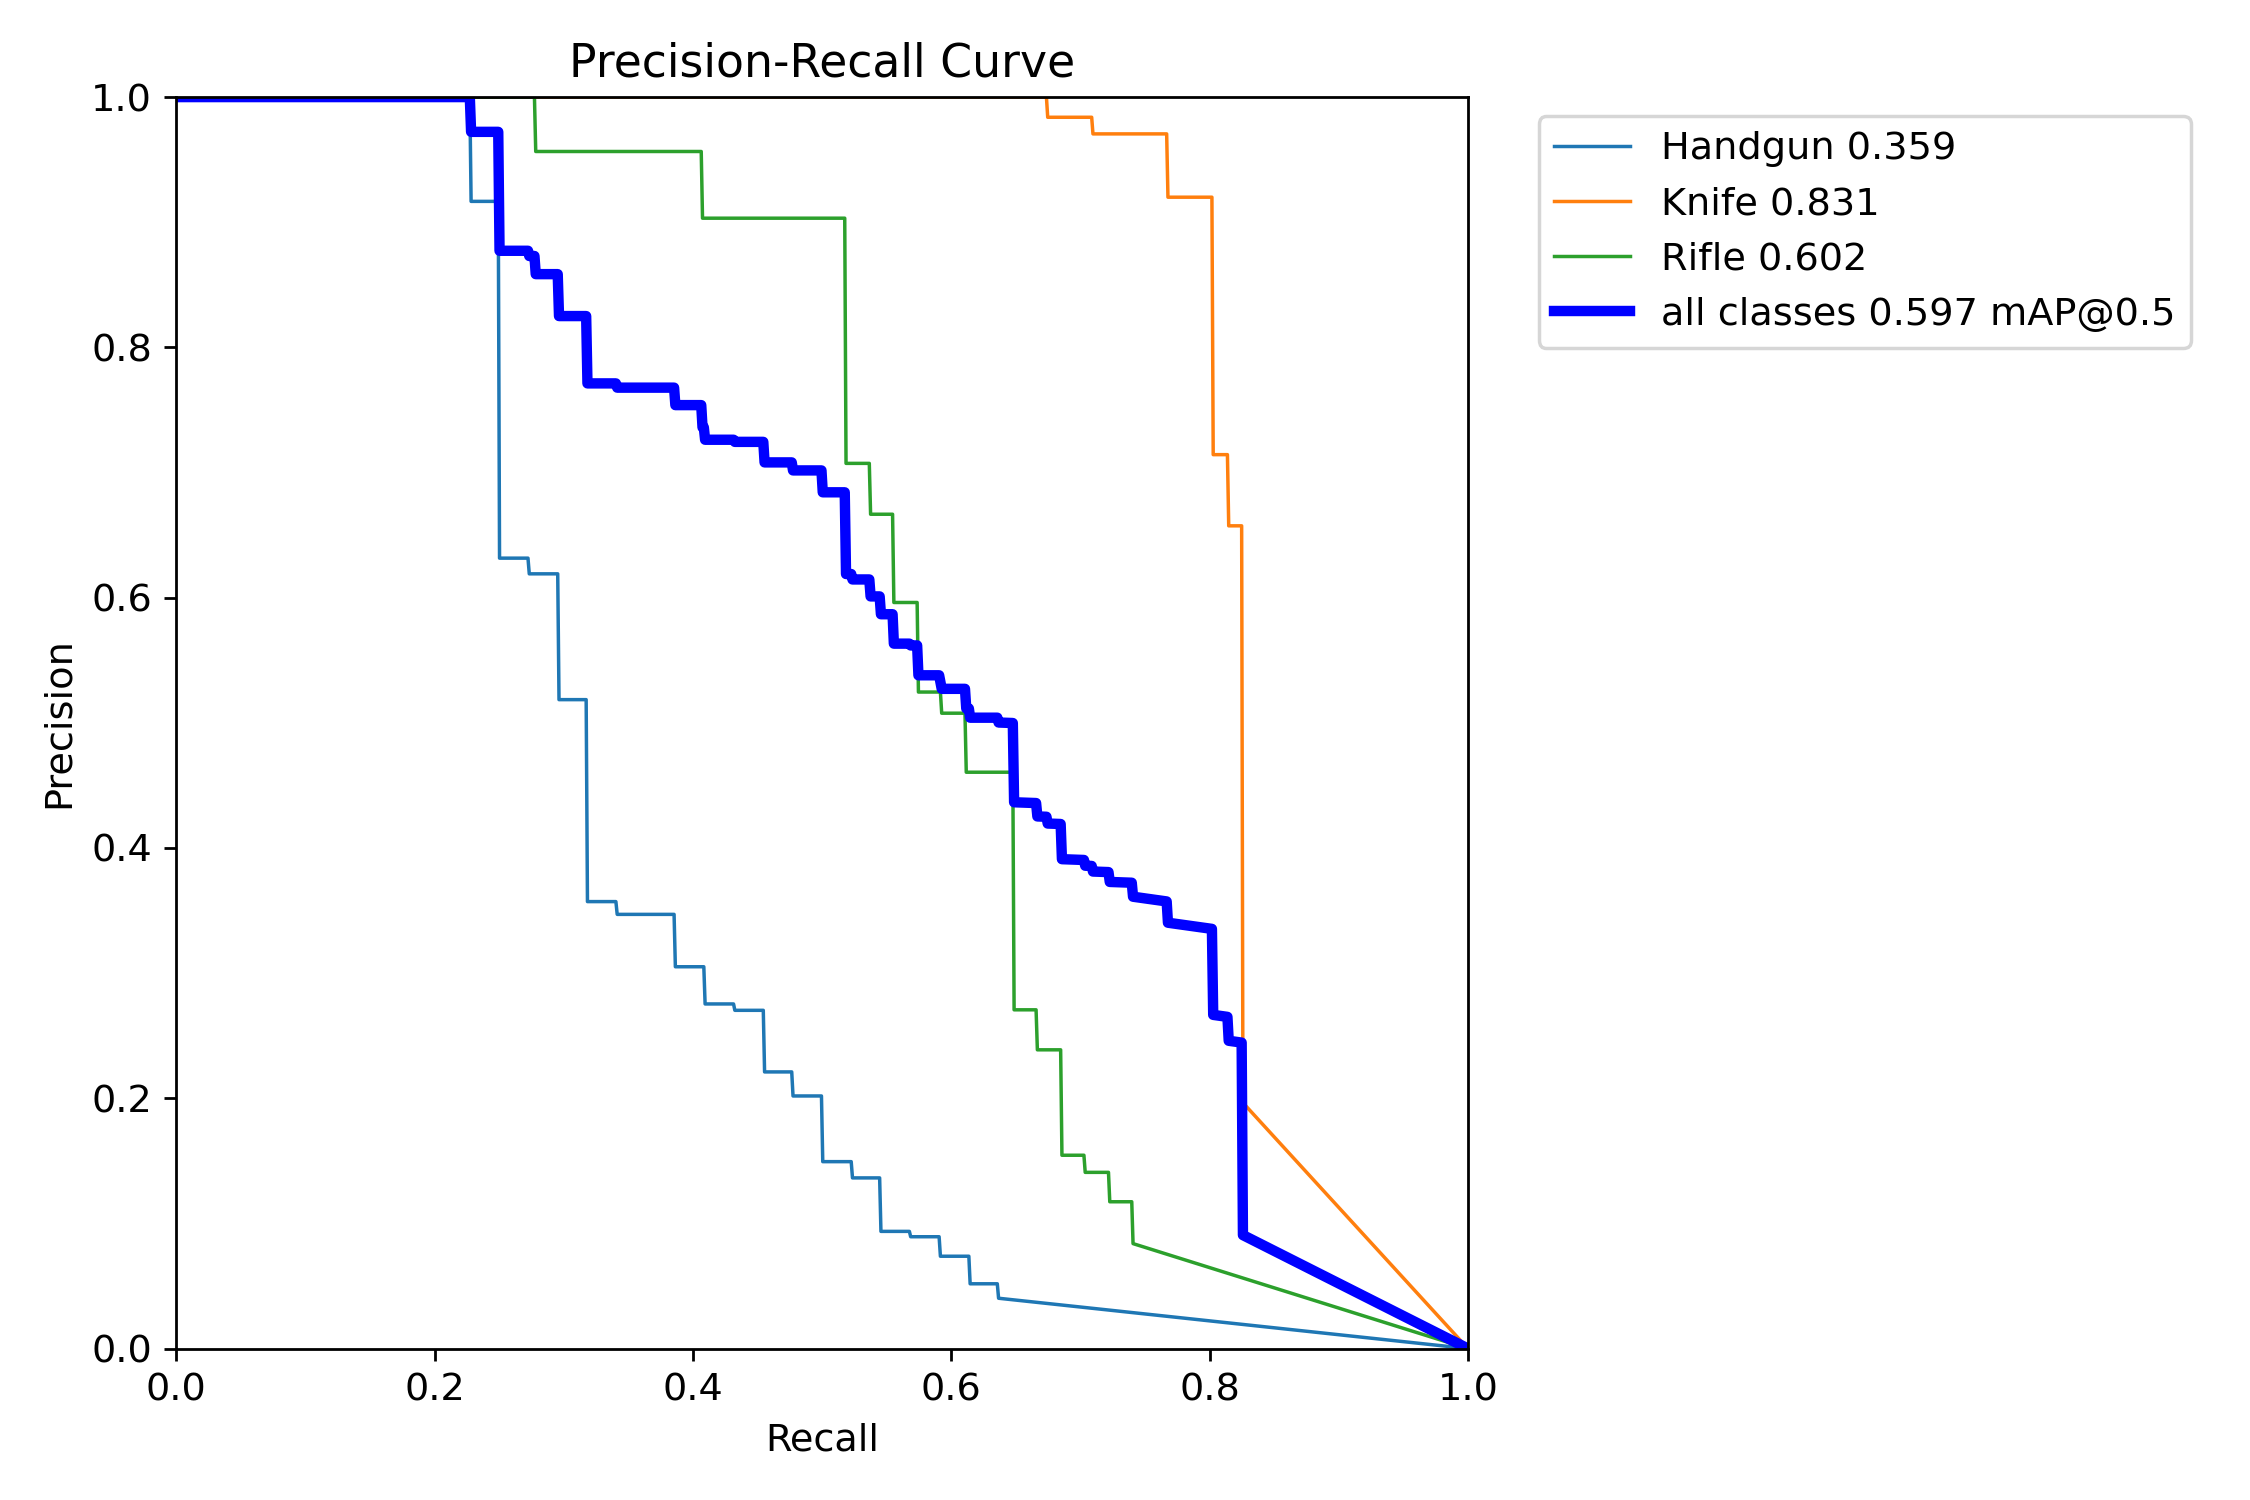 Precision-Recall Curve
1.0
0.8
0.6
0.4
0.2
0.0
Precision
0.0 0.2 0.4 0.6 0.8 1.0
Recall
Handgun 0.359
Knife 0.831
Rifle 0.602
all classes 0.597 mAP@0.5